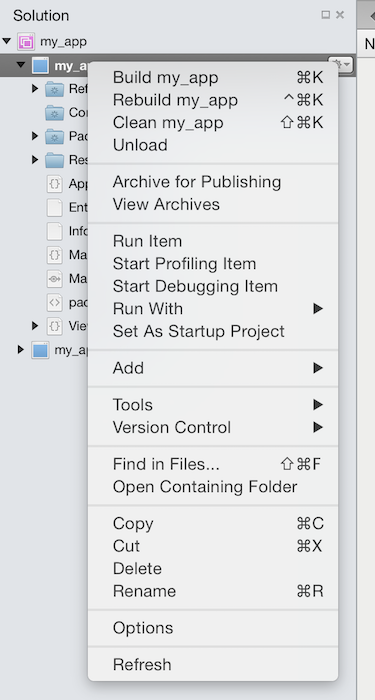 Solution
my_app
my_a
Build my_app ⌘K
Rebuild my_app ^⌘K
Clean my_app ⇧⌘K
Unload
Archive for Publishing
View Archives
Run Item
Start Profiling Item
Start Debugging Item
Run With
Set As Startup Project
Add
Tools
Version Control
Find in Files... ⇧⌘F
Open Containing Folder
Copy ⌘C
Cut ⌘X
Delete
Rename ⌘R
Options
Refresh
Ref
Con
Pac
Res
App
Ent
Info
Ma
Ma
pac
Vie
my_ap
N